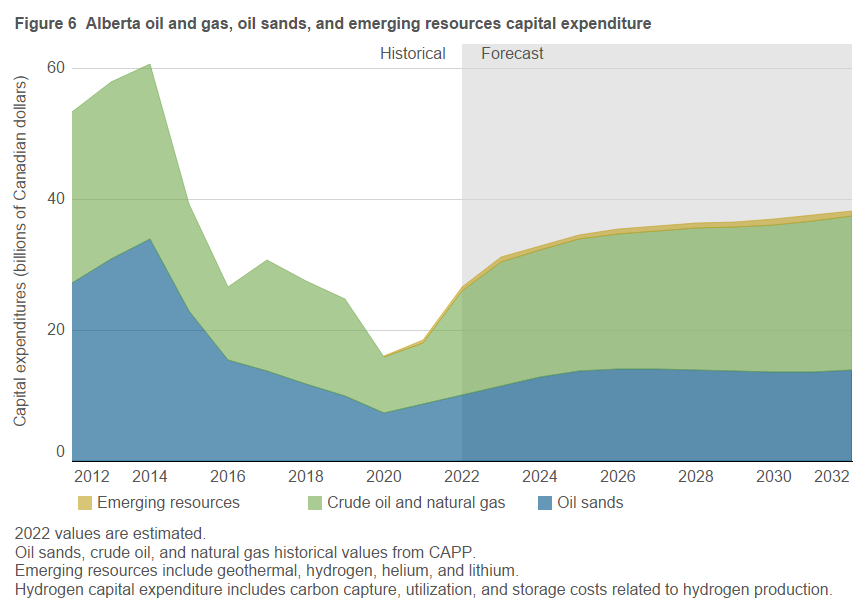 Figure 6  Alberta oil and gas, oil sands, and emerging resources capital expenditure
Historical
Forecast
Capital expenditures (billions of Canadian dollars)
60
40
20
0
2012 2014 2016 2018 2020 2022 2024 2026 2028 2030 2032
Emerging resources
Crude oil and natural gas
Oil sands
2022 values are estimated.
Oil sands, crude oil, and natural gas historical values from CAPP.
Emerging resources include geothermal, hydrogen, helium, and lithium.
Hydrogen capital expenditure includes carbon capture, utilization, and storage costs related to hydrogen production.